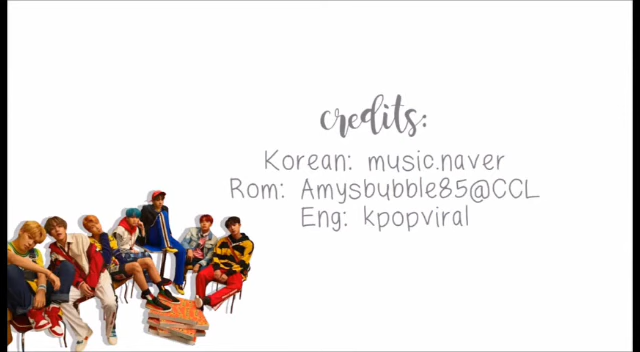 credits:
Korean: music.naver
Rom: Amysbubble85@CCL
Eng: kpopviral